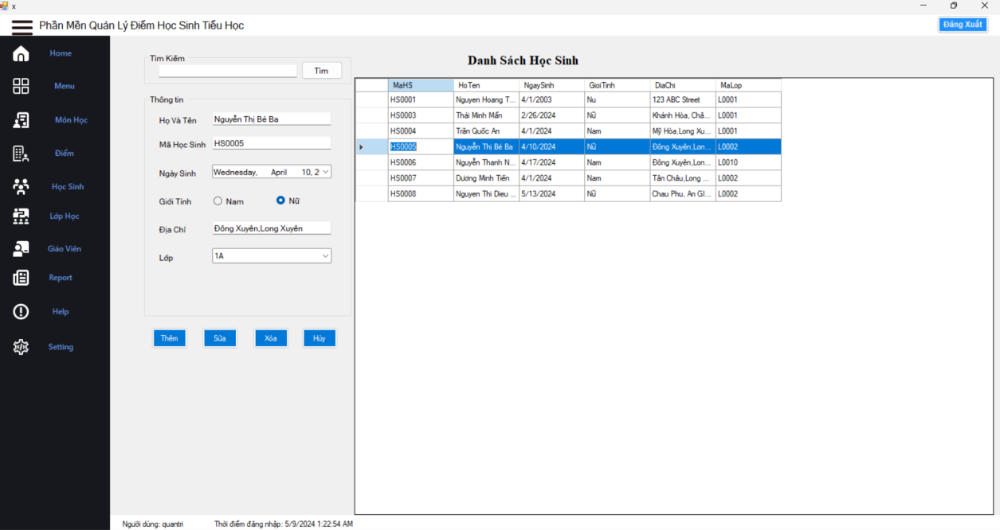 x
Phần Mền Quản Lý Điểm Học Sinh Tiểu Học
Đăng Xuất
Home
Menu
Món Học
Điểm
Học Sinh
Lớp Học
Giáo Viên
Report
Help
Setting
Tìm Kiếm
Tìm
Thông tin
Họ Và Tên Nguyễn Thị Bé Ba
Mã Học Sinh HS0005
Ngày Sinh Wednesday, April 10, 2
Giới Tính Nam Nữ
Địa Chỉ Đông Xuyên,Long Xuyên
Lớp 1A
Thêm Sửa Xóa Hủy
Danh Sách Học Sinh
MaHS HoTen NgaySinh GioiTinh DiaChi MaLop
HS0001 Nguyen Hoang T... 4/1/2003 Nu 123 ABC Street L0001
HS0003 Thái Minh Mẫn 2/26/2024 Nữ Khánh Hòa, Châ... L0001
HS0004 Trần Quốc An 4/1/2024 Nam Mỹ Hòa,Long Xu... L0001
HS0005 Nguyễn Thị Bé Ba 4/10/2024 Nữ Đông Xuyên,Lon... L0002
HS0006 Nguyễn Thanh N... 4/17/2024 Nam Đông Xuyên,Lon... L0010
HS0007 Dương Minh Tiến 4/1/2024 Nam Tân Châu,Long ... L0002
HS0008 Nguyen Thi Dieu ... 5/13/2024 Nữ Chau Phu, An GI... L0002
Người dùng: quantri Thời điểm đăng nhập: 5/9/2024 1:22:54 AM